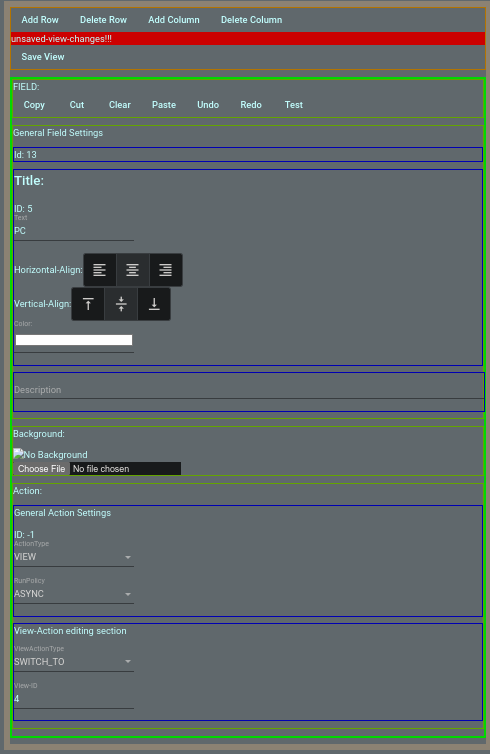 Add Row Delete Row Add Column Delete Column
unsaved-view-changes!!!
Save View
FIELD:
Copy Cut Clear Paste Undo Redo Test
General Field Settings
Id: 13
Title:
ID: 5
Text
PC
Horizontal-Align:
Vertical-Align:
Color:
Description
Background:
No Background
Choose File No file chosen
Action:
General Action Settings
ID: -1
ActionType
VIEW
RunPolicy
ASYNC
View-Action editing section
ViewActionType
SWITCH_TO
View-ID
4